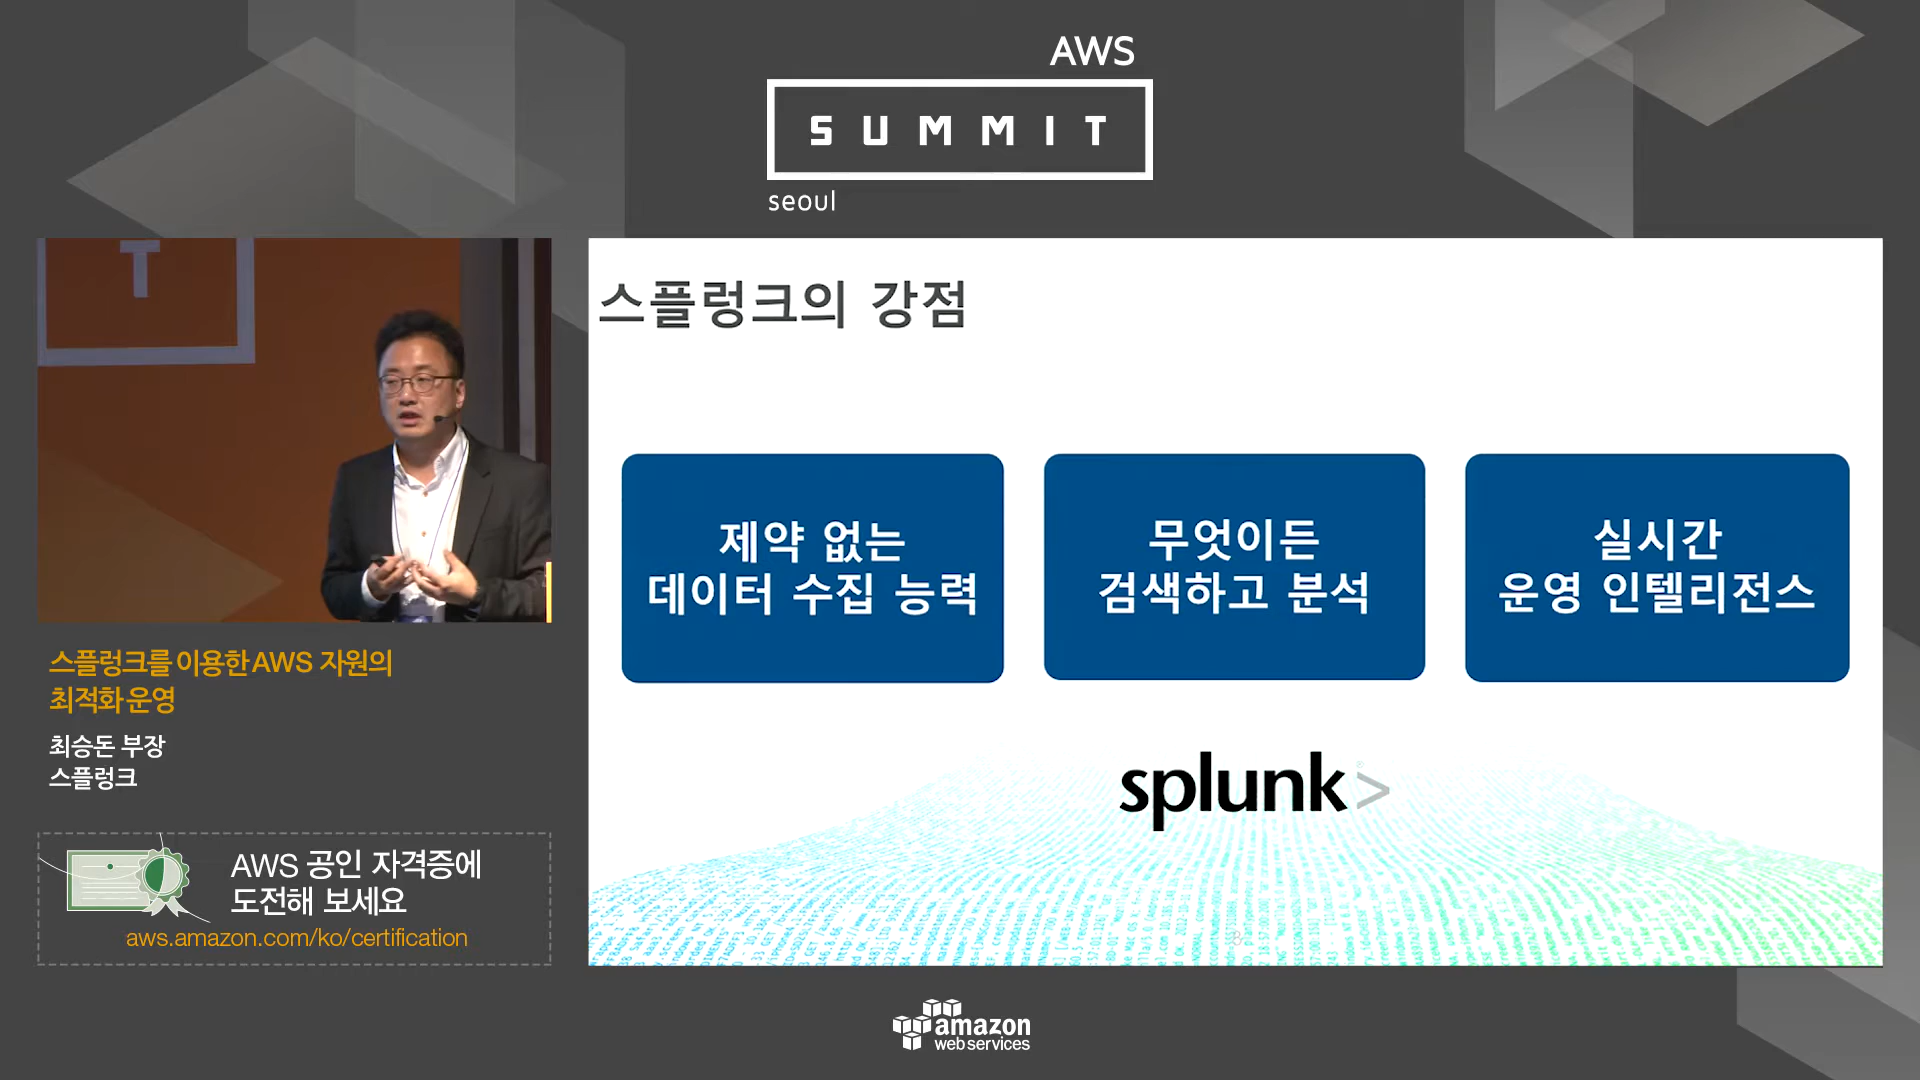 AWS
SUMMIT
seoul
T
스플렁크의 강점
제약 없는
데이터 수집 능력
무엇이든
검색하고 분석
실시간
운영 인텔리전스
splunk>
스플렁크를 이용한 AWS 자원의
최적화 운영
최승돈 부장
스플렁크
AWS 공인 자격증에
도전해 보세요
aws.amazon.com/ko/certification
amazon
web services